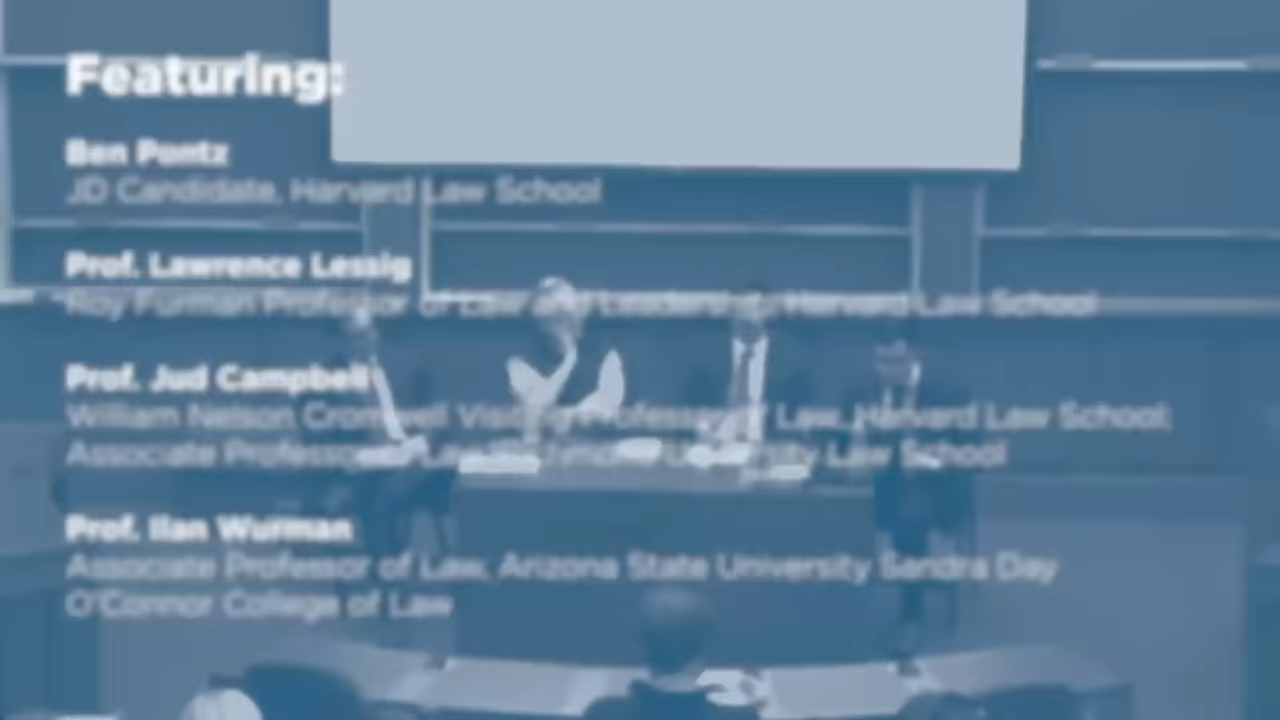 Featuring:
Ben Pontz
JD Candidate, Harvard Law School
Prof. Lawrence Lessig
Roy Furman Professor of Law and Leadership, Harvard Law School
Prof. Jud Campbell
William Nelson Cromwell Visiting Professor of Law, Harvard Law School;
Associate Professor of Law, Richmond University Law School
Prof. Ilan Wurman
Associate Professor of Law, Arizona State University Sandra Day
O'Connor College of Law